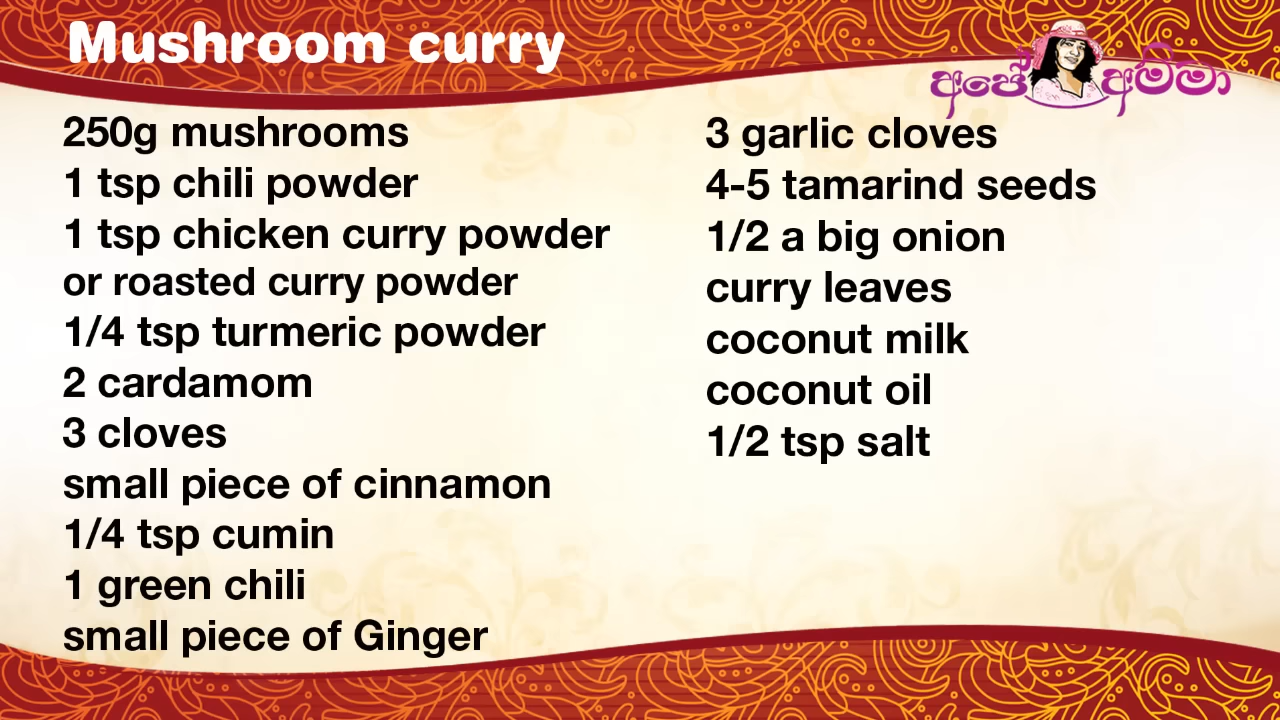 Mushroom curry
අපේ අම්මා
250g mushrooms
1 tsp chili powder
1 tsp chicken curry powder
or roasted curry powder
1/4 tsp turmeric powder
2 cardamom
3 cloves
small piece of cinnamon
1/4 tsp cumin
1 green chili
small piece of Ginger
3 garlic cloves
4-5 tamarind seeds
1/2 a big onion
curry leaves
coconut milk
coconut oil
1/2 tsp salt